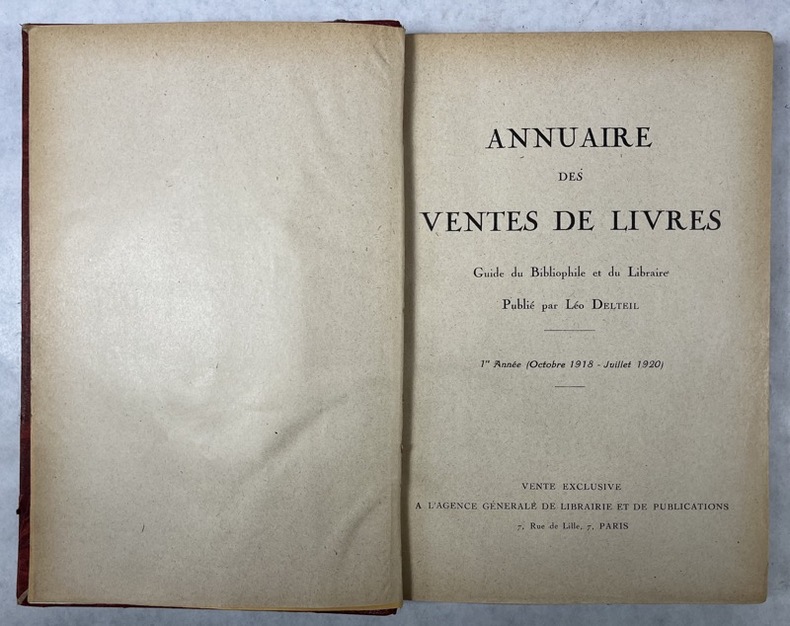 ANNUAIRE
DES
VENTES DE LIVRES
Guide du Bibliophile et du Libraire
Publié par Léo DELTEIL
1re Année (Octobre 1918 - Juillet 1920)
VENTE EXCLUSIVE
A L'AGENCE GÉNÉRALE DE LIBRAIRIE ET DE PUBLICATIONS
7, Rue de Lille, 7, PARIS